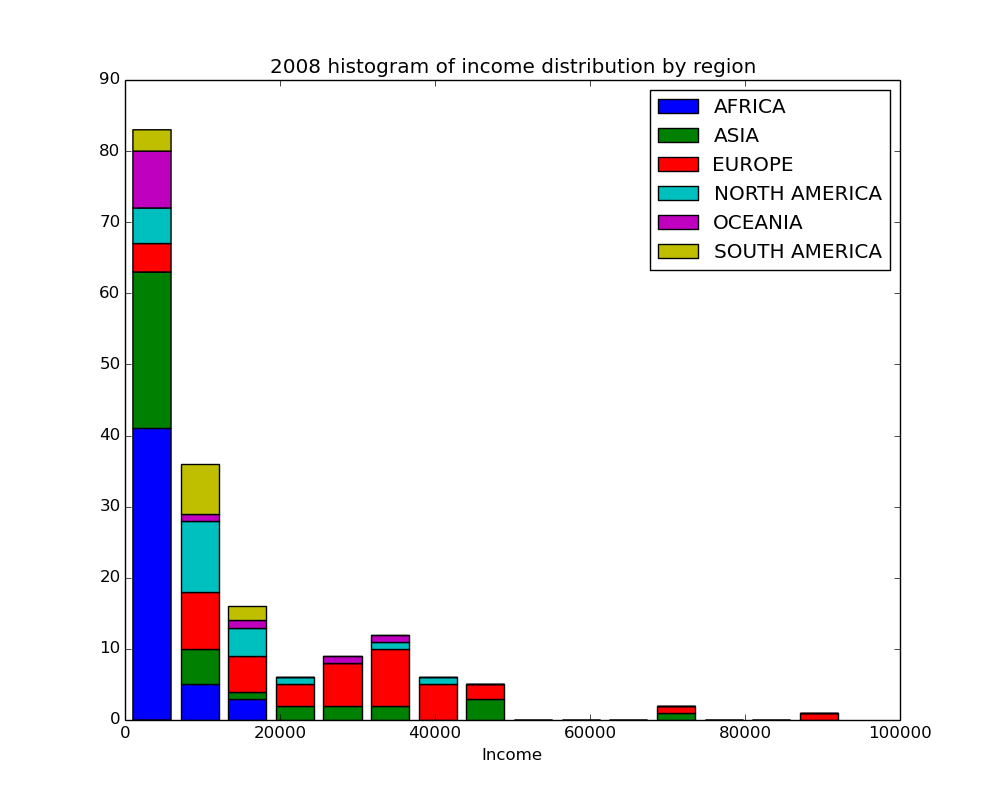 2008 histogram of income distribution by region
90
80
70
60
50
40
30
20
10
0
AFRICA
ASIA
EUROPE
NORTH AMERICA
OCEANIA
SOUTH AMERICA
0 20000 40000 60000 80000 100000
Income